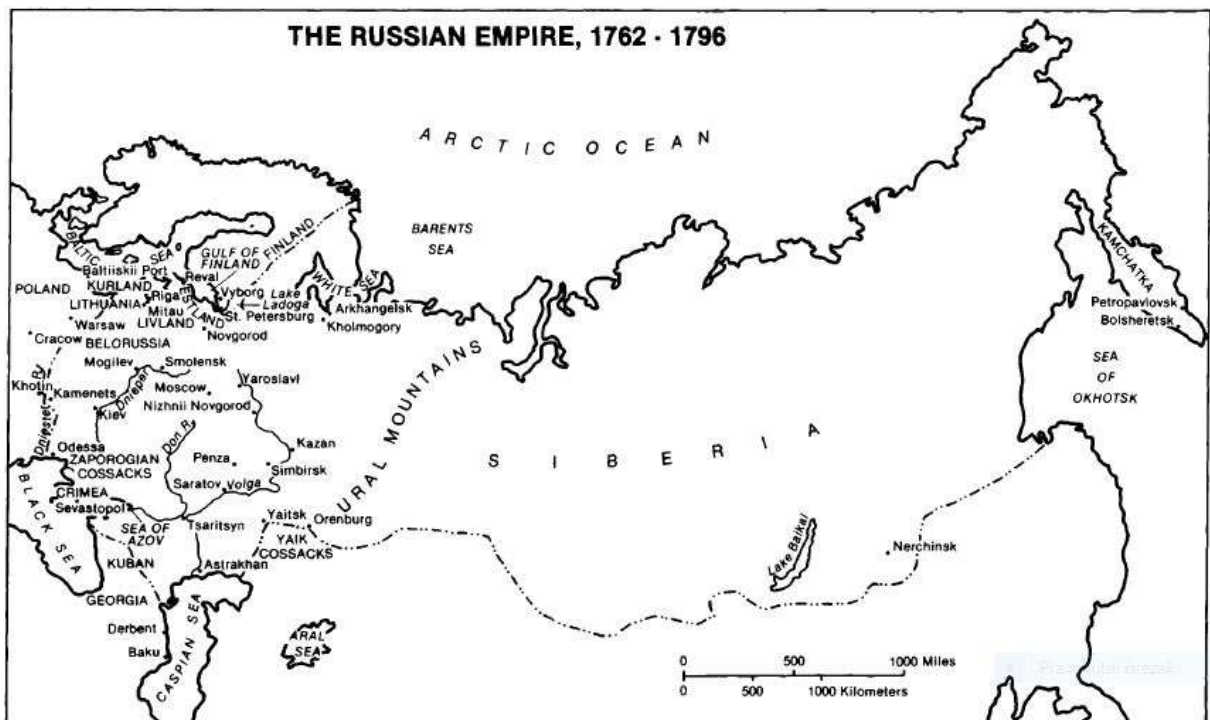 THE RUSSIAN EMPIRE, 1762 - 1796
ARCTIC OCEAN
BARENTS
SEA
BALTIC
SEA
GULF OF
FINLAND
FINLAND
WHITE SEA
Baltiiskii Port
Reval
KURLAND
POLAND
ESTLAND
Vyborg
Lake
Ladoga
Riga
LITHUANIA
Mitau
LIVLAND
St. Petersburg
Arkhangelsk
Kholmogory
Warsaw
Novgorod
Cracow
BELORUSSIA
Mogilev
Smolensk
Khotin
Kamenets
Dniester R.
Dnieper
Moscow
Yaroslavl
Nizhnii Novgorod
Kiev
Don R.
Kazan
Odessa
ZAPOROGIAN
COSSACKS
Penza
Simbirsk
Saratov
Volga
URAL MOUNTAINS
SIBERIA
KAMCHATKA
Petropavlovsk
Bolsheretsk
SEA
OF
OKHOTSK
BLACK SEA
CRIMEA
Sevastopol
SEA OF
AZOV
Tsaritsyn
Yaitsk
Orenburg
YAIK
COSSACKS
KUBAN
Astrakhan
GEORGIA
Derbent
Baku
CASPIAN SEA
ARAL
SEA
Lake Baikal
Nerchinsk
0 500 1000 Miles
0 500 1000 Kilometers